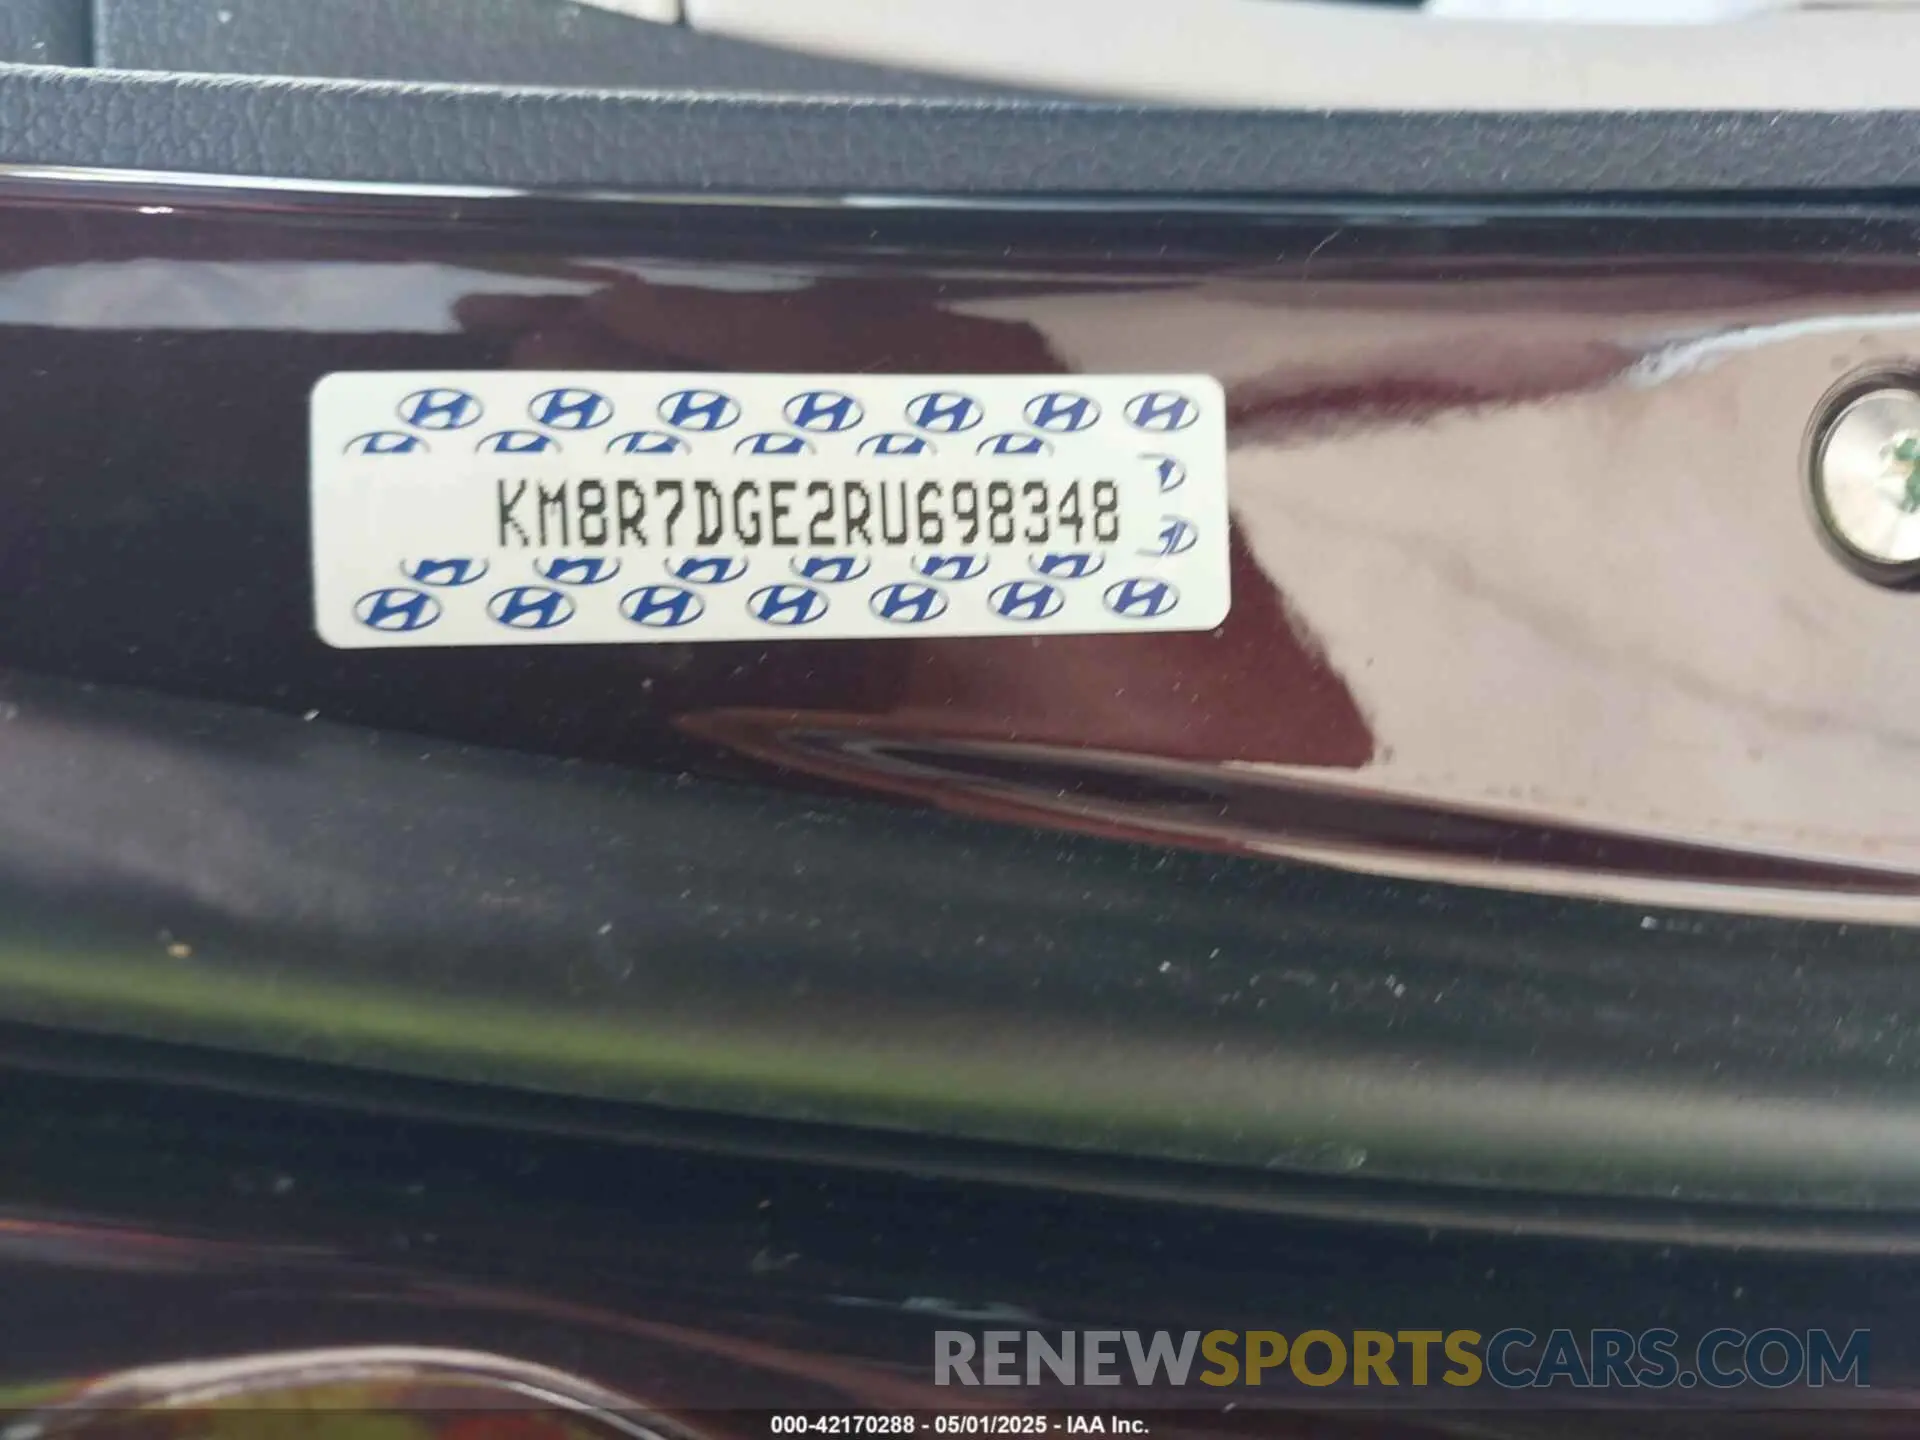 KM8R7DGE2RU698348
RENEWSPORTSCARS.COM
000-42170288 - 05/01/2025 - IAA Inc.